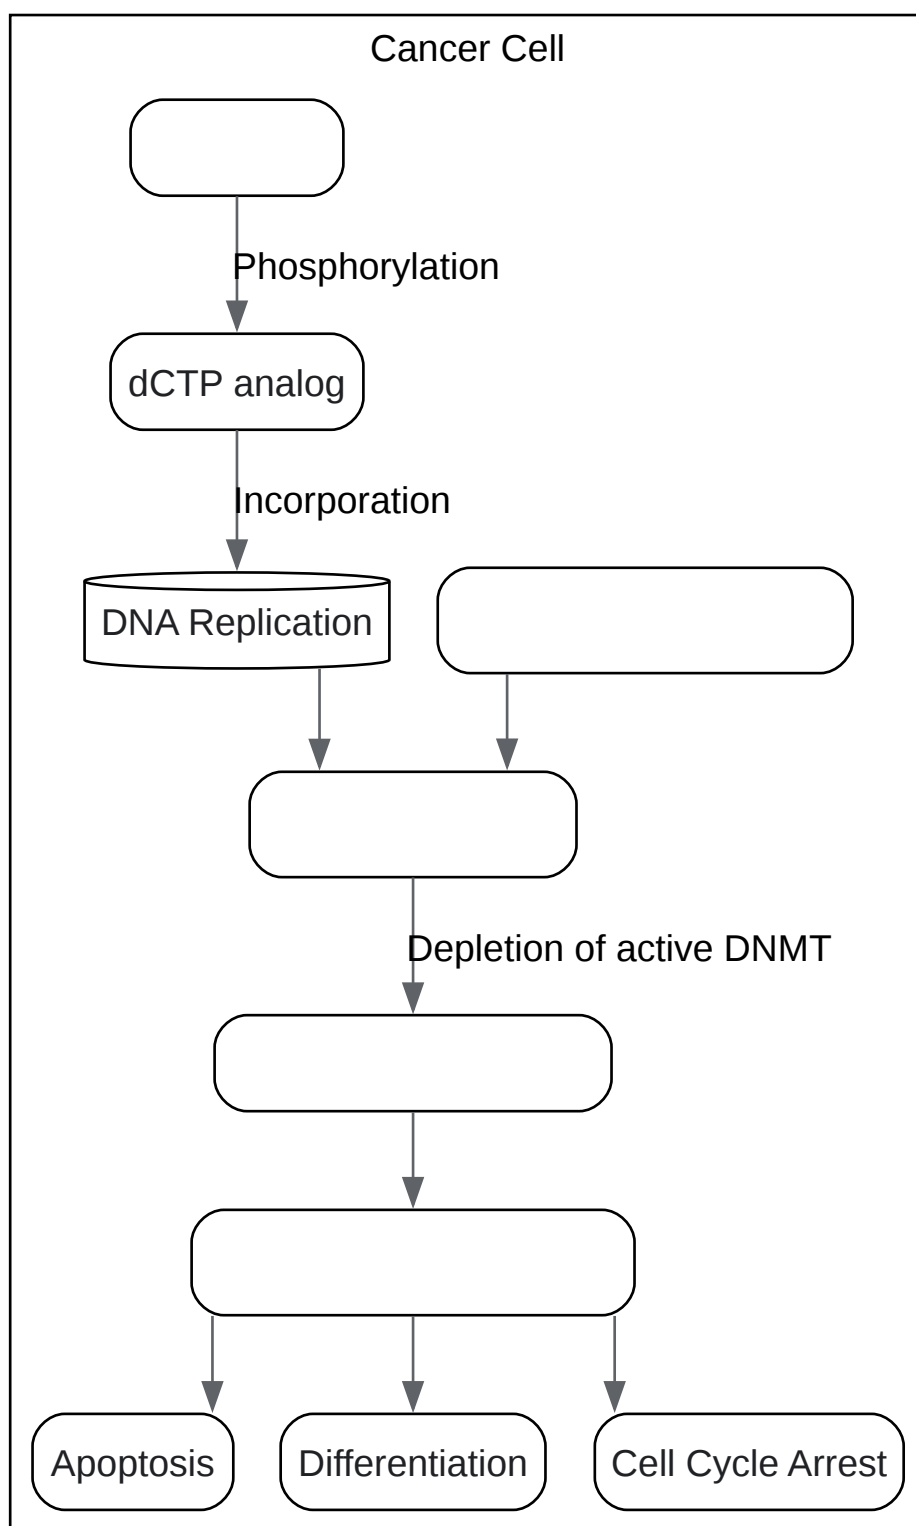 Cancer Cell
Phosphorylation
dCTP analog
Incorporation
DNA Replication
Depletion of active DNMT
Apoptosis
Differentiation
Cell Cycle Arrest